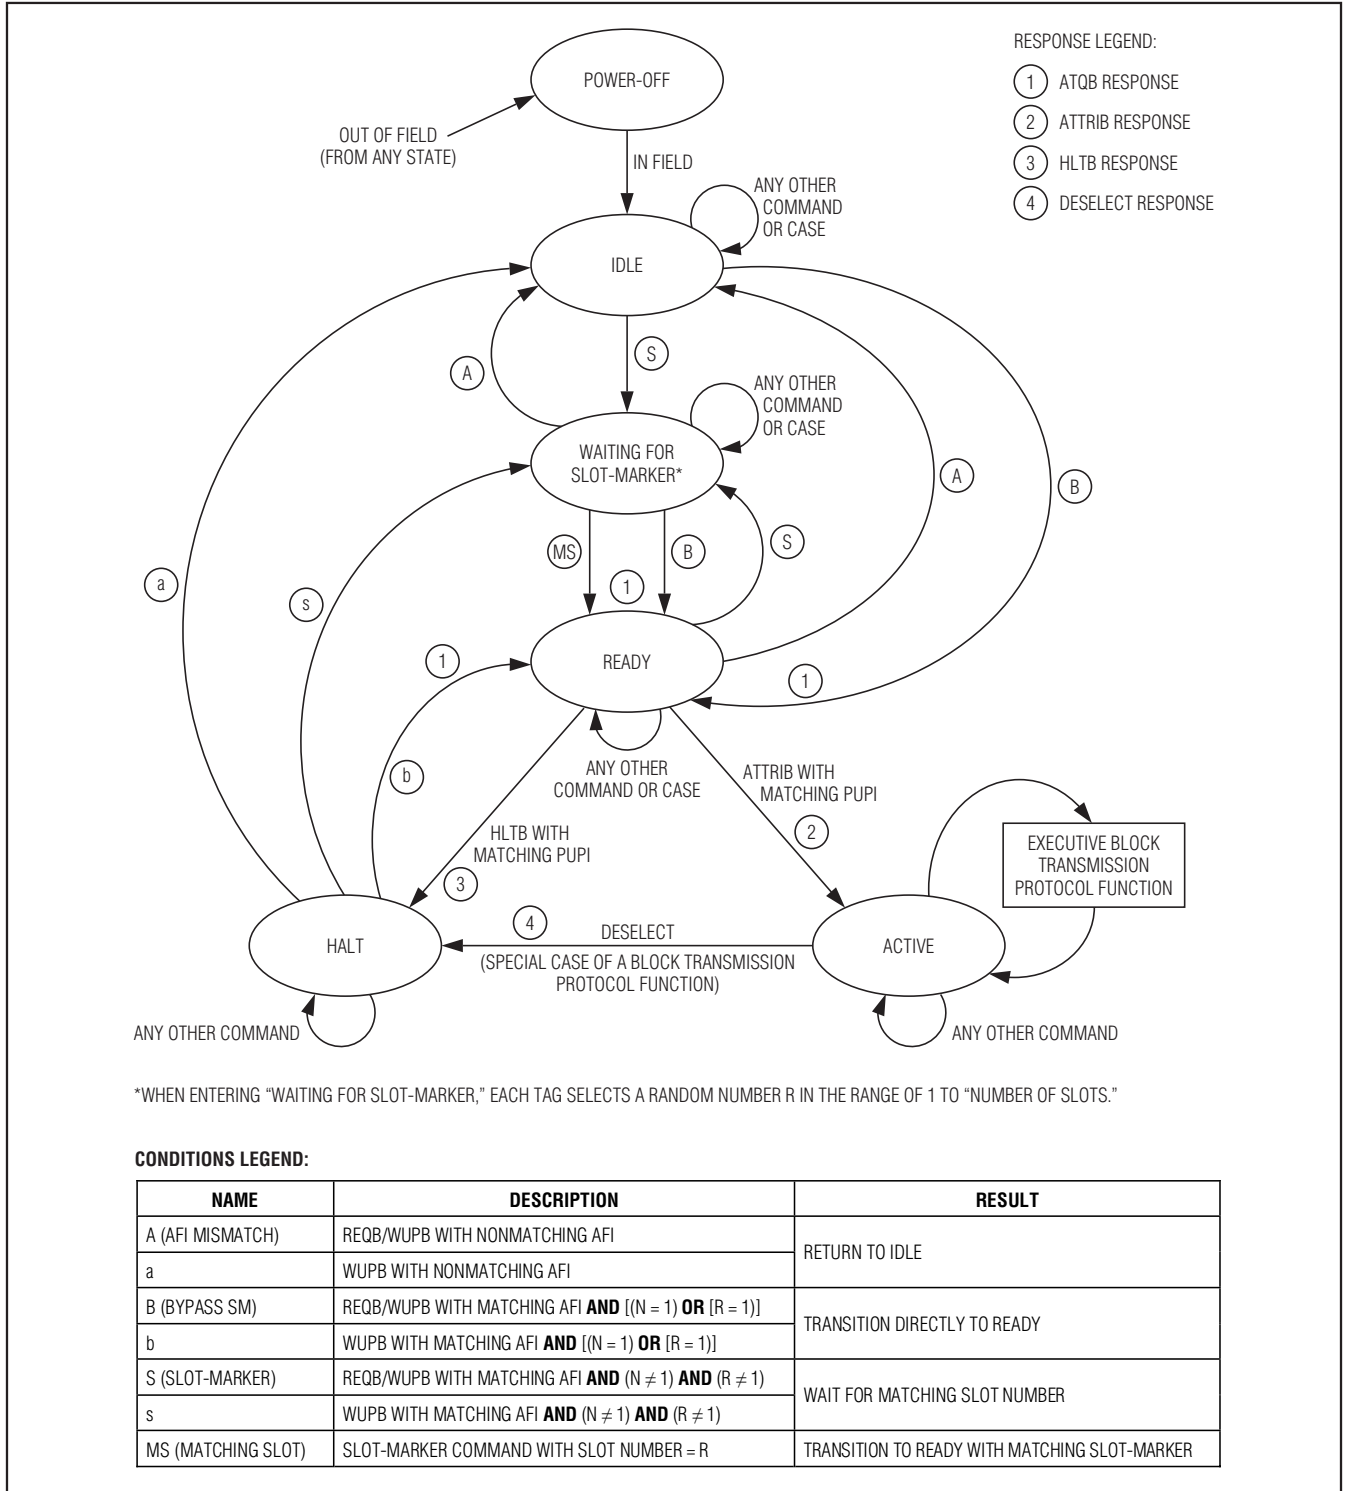 POWER-OFF
OUT OF FIELD
(FROM ANY STATE)
IN FIELD
RESPONSE LEGEND:
1 ATQB RESPONSE
2 ATTRIB RESPONSE
3 HLTB RESPONSE
4 DESELECT RESPONSE
ANY OTHER
COMMAND
OR CASE
IDLE
S
A
ANY OTHER
COMMAND
OR CASE
WAITING FOR
SLOT-MARKER*
A
B
MS
B
S
1
a
s
READY
1
1
b
ANY OTHER
COMMAND OR CASE
ATTRIB WITH
MATCHING PUPI
2
HLTB WITH
MATCHING PUPI
3
EXECUTIVE BLOCK
TRANSMISSION
PROTOCOL FUNCTION
HALT
4
DESELECT
(SPECIAL CASE OF A BLOCK TRANSMISSION
PROTOCOL FUNCTION)
ACTIVE
ANY OTHER COMMAND
ANY OTHER COMMAND
*WHEN ENTERING “WAITING FOR SLOT-MARKER,” EACH TAG SELECTS A RANDOM NUMBER R IN THE RANGE OF 1 TO “NUMBER OF SLOTS.”
CONDITIONS LEGEND:
NAME DESCRIPTION RESULT
A (AFI MISMATCH) REQB/WUPB WITH NONMATCHING AFI
RETURN TO IDLE
a WUPB WITH NONMATCHING AFI
B (BYPASS SM) REQB/WUPB WITH MATCHING AFI AND [(N = 1) OR [R = 1)]
TRANSITION DIRECTLY TO READY
b WUPB WITH MATCHING AFI AND [(N = 1) OR [R = 1)]
S (SLOT-MARKER) REQB/WUPB WITH MATCHING AFI AND (N ≠ 1) AND (R ≠ 1)
WAIT FOR MATCHING SLOT NUMBER
s WUPB WITH MATCHING AFI AND (N ≠ 1) AND (R ≠ 1)
MS (MATCHING SLOT) SLOT-MARKER COMMAND WITH SLOT NUMBER = R TRANSITION TO READY WITH MATCHING SLOT-MARKER